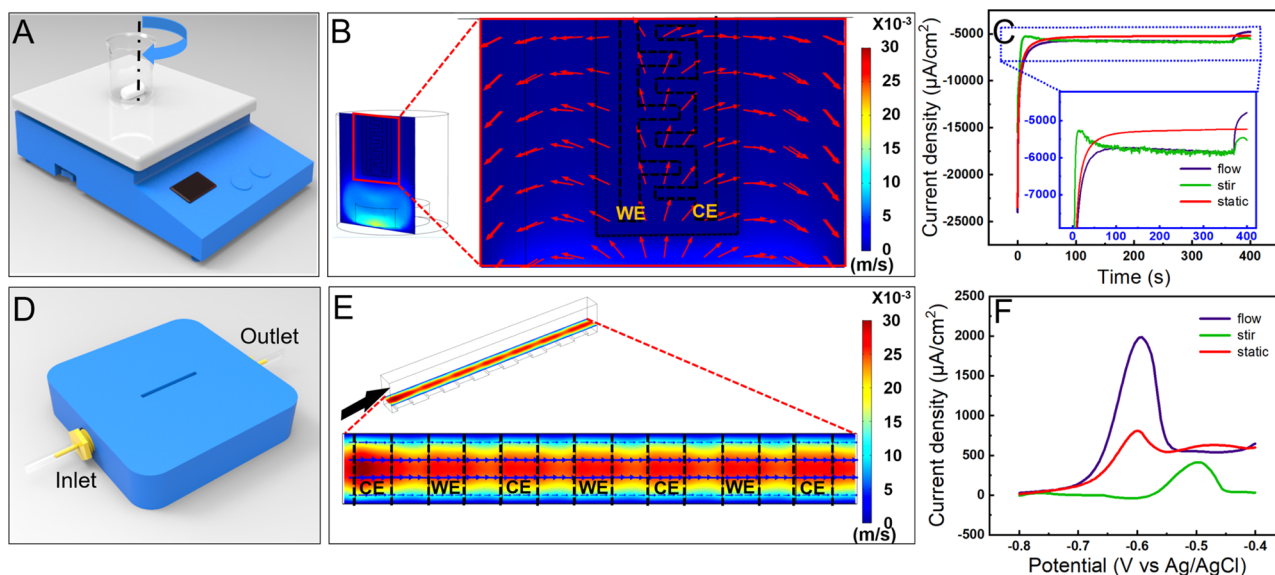 A
B
X10⁻³
30
25
20
15
10
5
0
(m/s)
WE
CE
C
Current density (µA/cm²)
-5000
-10000
-15000
-20000
-25000
-5000
-6000
-7000
0
100
200
300
400
flow
stir
static
0
100
200
300
400
Time (s)
D
Outlet
Inlet
E
X10⁻³
30
25
20
15
10
5
0
(m/s)
CE
WE
CE
WE
CE
WE
CE
F
Current density (µA/cm²)
2500
2000
1500
1000
500
0
-500
flow
stir
static
-0.8
-0.7
-0.6
-0.5
-0.4
Potential (V vs Ag/AgCl)